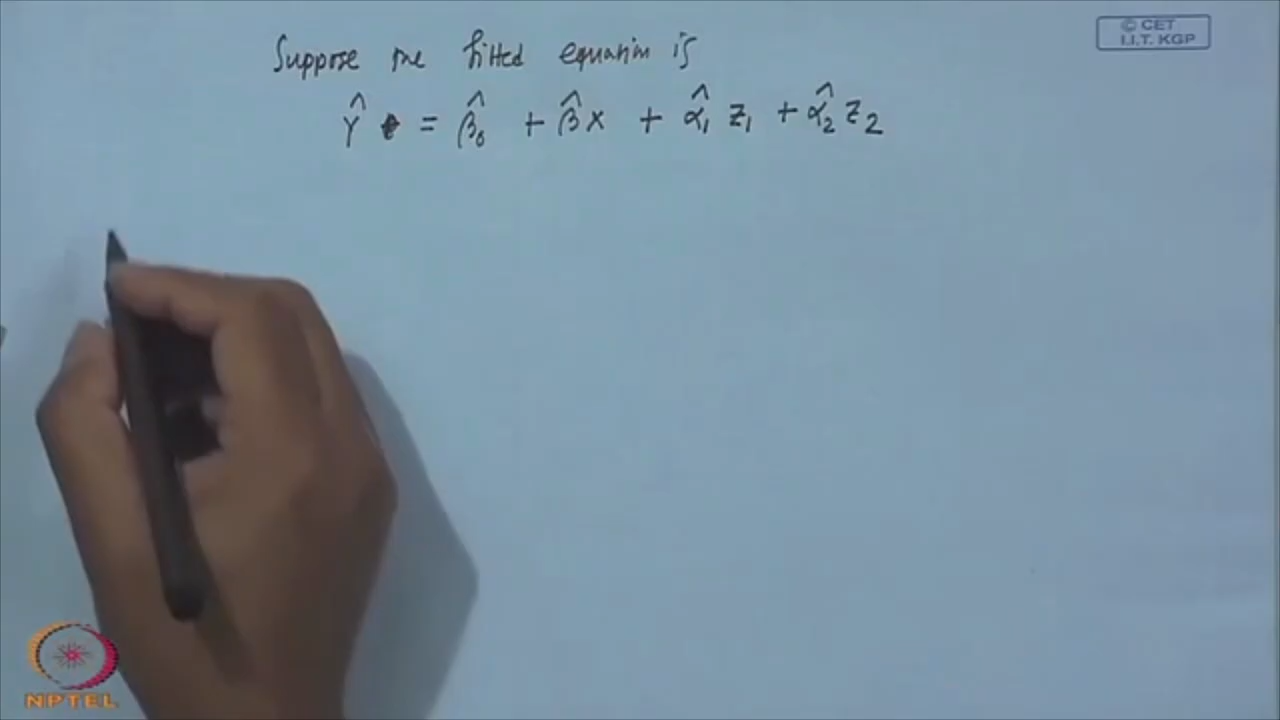 © CET
I.I.T. KGP
Suppose the fitted equation is
Ŷ = β̂₀ + β̂x + α̂₁ z₁ + α̂₂ z₂
NPTEL